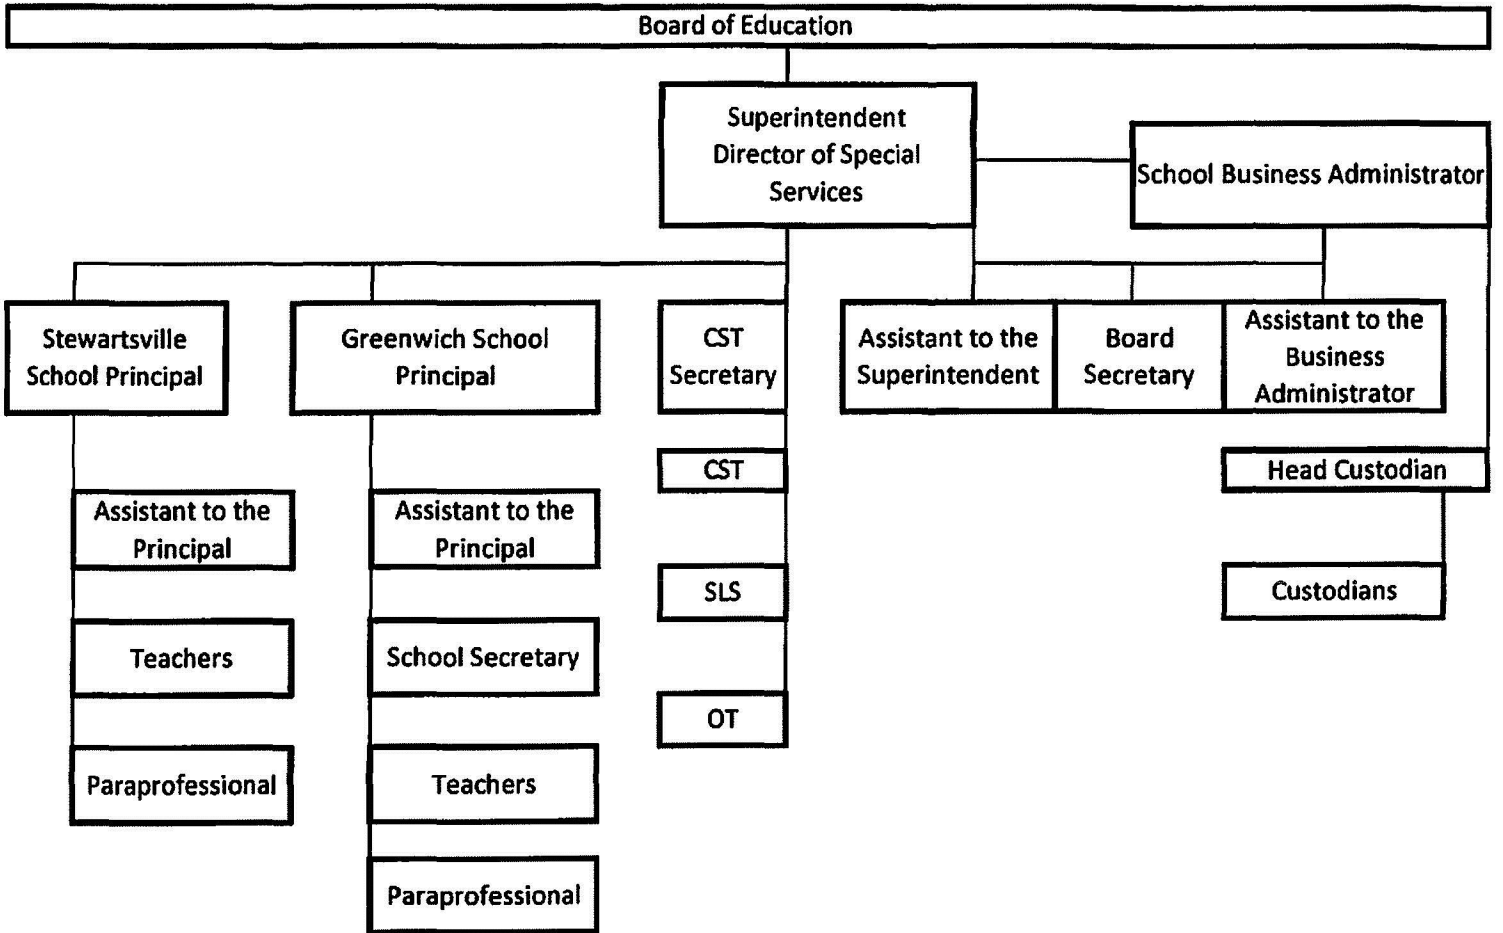 Board of Education
Superintendent
Director of Special
Services
School Business Administrator
Stewartsville
School Principal
Greenwich School
Principal
CST
Secretary
Assistant to the
Superintendent
Board
Secretary
Assistant to the
Business
Administrator
CST
Head Custodian
Assistant to the
Principal
Assistant to the
Principal
SLS
Custodians
Teachers
School Secretary
OT
Paraprofessional
Teachers
Paraprofessional